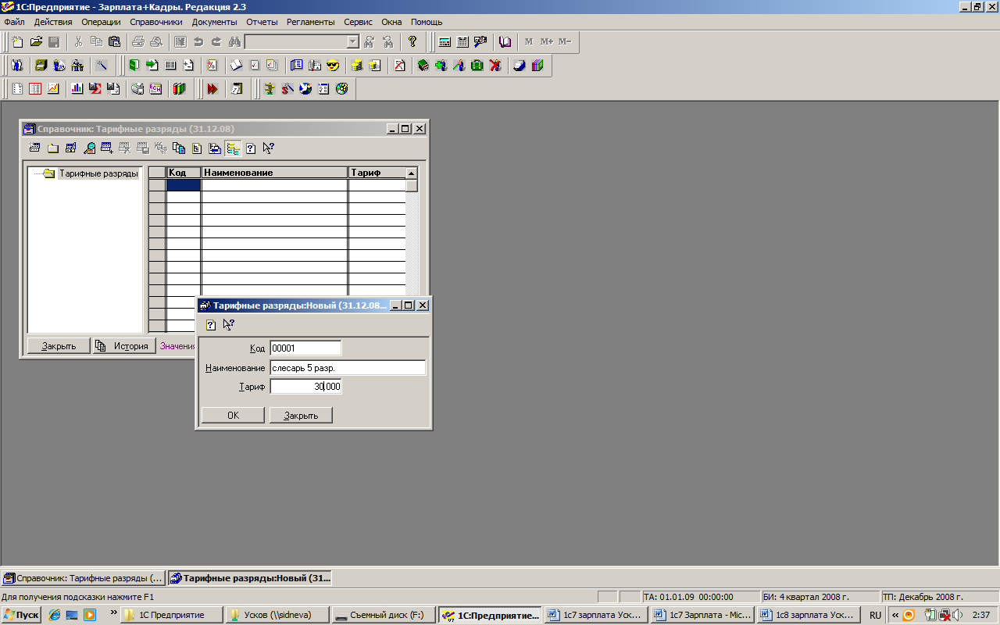 1С:Предприятие - Зарплата+Кадры. Редакция 2.3
Файл Действия Операции Справочники Документы Отчеты Регламенты Сервис Окна Помощь
M M+ M−
Справочник: Тарифные разряды (31.12.08)
Тарифные разряды
Код Наименование Тариф
Закрыть История Значения
Тарифные разряды:Новый (31.12.08...
Код 00001
Наименование слесарь 5 разр.
Тариф 30.000
OK Закрыть
Справочник: Тарифные разряды (... Тарифные разряды:Новый (31...
Для получения подсказки нажмите F1 TA: 01.01.09 00:00:00 БИ: 4 квартал 2008 г. ТП: Декабрь 2008 г.
Пуск » 1С Предприятие Усков (\\sidneva) Съемный диск (F:) 1С:Предприятие... 1с7 зарплата Уск... 1с7 Зарплата - Mic... 1с8 зарплата Уск... RU « 2:37